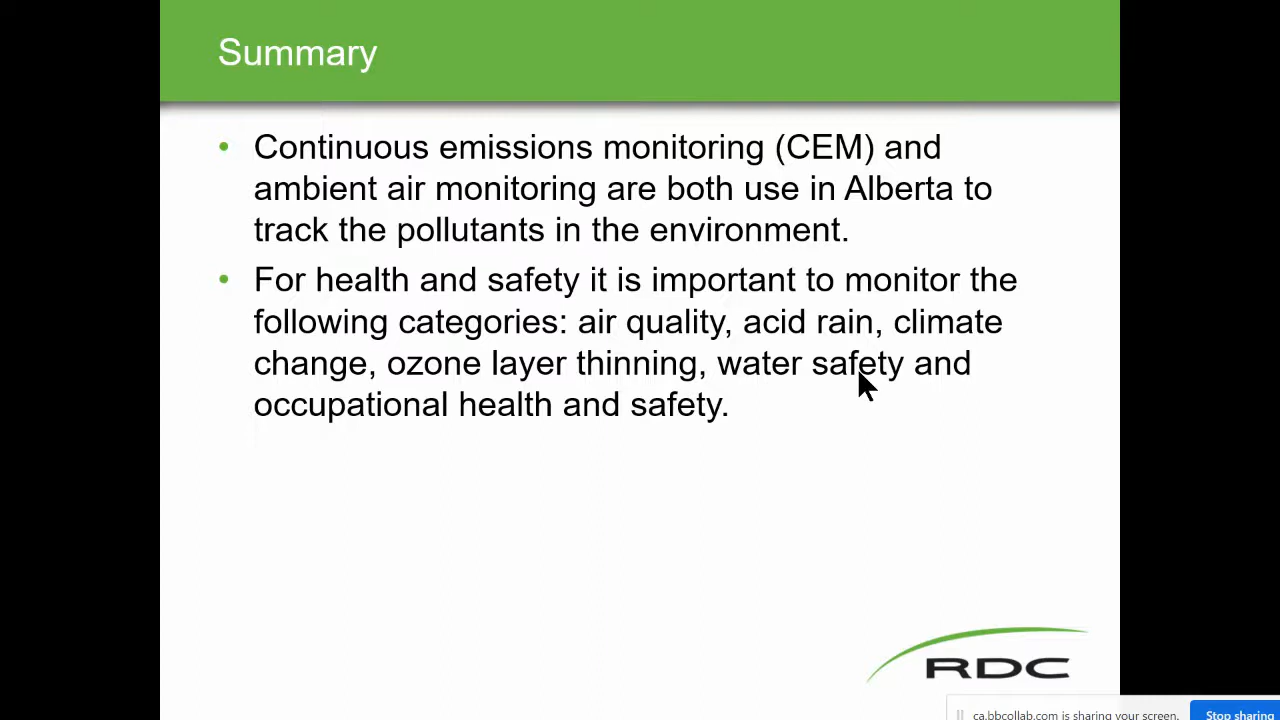 Summary
• Continuous emissions monitoring (CEM) and
ambient air monitoring are both use in Alberta to
track the pollutants in the environment.
• For health and safety it is important to monitor the
following categories: air quality, acid rain, climate
change, ozone layer thinning, water safety and
occupational health and safety.
RDC
ca.bbcollab.com is sharing your screen. Stop sharing